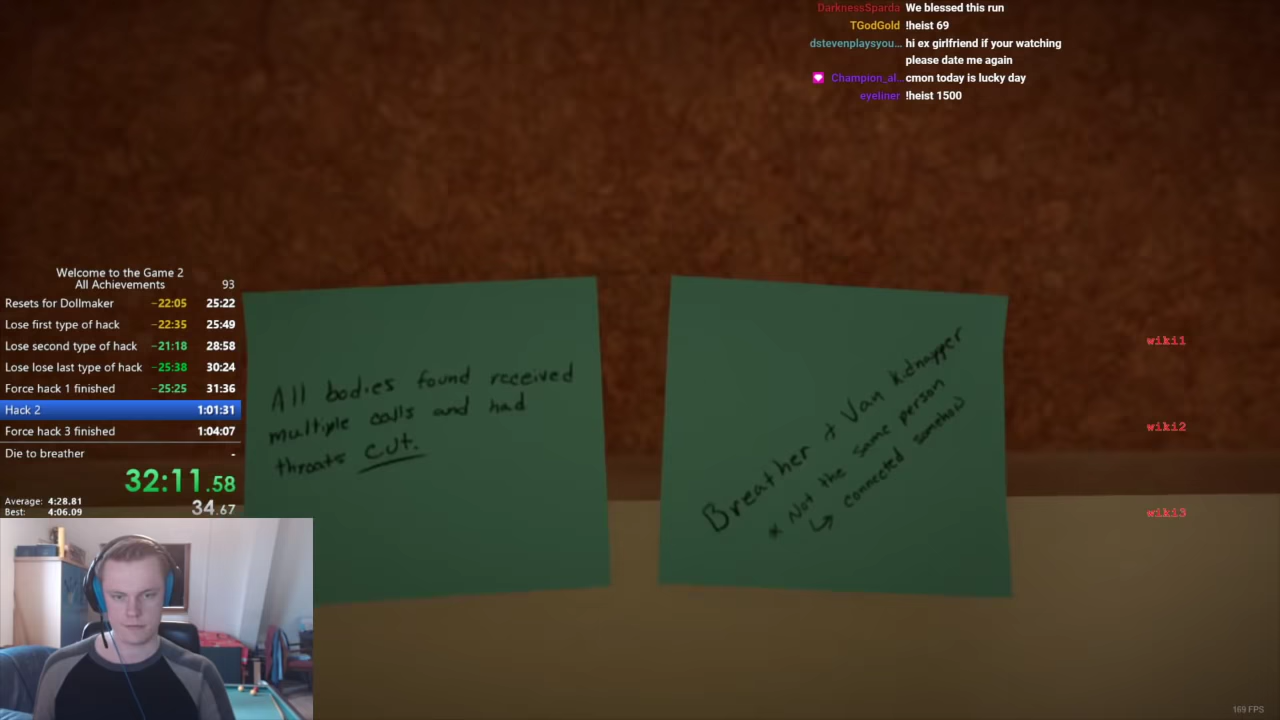 DarknessSparda We blessed this run
TGodGold !heist 69
dstevenplaysyou... hi ex girlfriend if your watching
please date me again
Champion_al... cmon today is lucky day
eyeliner !heist 1500
Welcome to the Game 2
All Achievements 93
Resets for Dollmaker -22:05 25:22
Lose first type of hack -22:35 25:49
Lose second type of hack -21:18 28:58
Lose lose last type of hack -25:38 30:24
Force hack 1 finished -25:25 31:36
Hack 2 1:01:31
Force hack 3 finished 1:04:07
Die to breather -
32:11.58
Average: 4:28.81
Best: 4:06.09
34.67
All bodies found received
multiple calls and had
throats cut.
Breather + Van kidnapper
* Not the same person
↳ connected somehow
wiki1
wiki2
wiki3
169 FPS